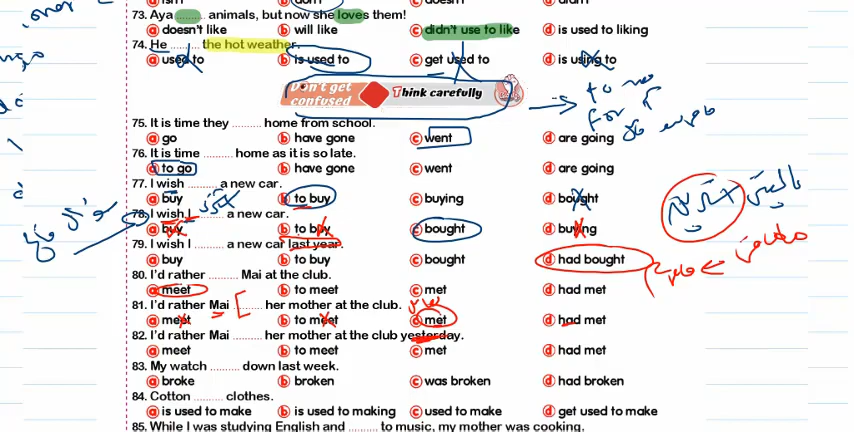 ⓐ isn't ⓑ don't ⓒ doesn't ⓓ didn't
73. Aya ......... animals, but now she loves them!
ⓐ doesn't like ⓑ will like ⓒ didn't use to like ⓓ is used to liking
74. He ......... the hot weather.
ⓐ used to ⓑ is used to ⓒ get used to ⓓ is using to
Don't get confused Think carefully
75. It is time they ......... home from school.
ⓐ go ⓑ have gone ⓒ went ⓓ are going
76. It is time ......... home as it is so late.
ⓐ to go ⓑ have gone ⓒ went ⓓ are going
77. I wish ......... a new car.
ⓐ buy ⓑ to buy ⓒ buying ⓓ bought
78. I wish I ......... a new car.
ⓐ buy ⓑ to buy ⓒ bought ⓓ buying
79. I wish I ......... a new car last year.
ⓐ buy ⓑ to buy ⓒ bought ⓓ had bought
80. I'd rather ......... Mai at the club.
ⓐ meet ⓑ to meet ⓒ met ⓓ had met
81. I'd rather Mai ......... her mother at the club.
ⓐ meet ⓑ to meet ⓒ met ⓓ had met
82. I'd rather Mai ......... her mother at the club yesterday.
ⓐ meet ⓑ to meet ⓒ met ⓓ had met
83. My watch ......... down last week.
ⓐ broke ⓑ broken ⓒ was broken ⓓ had broken
84. Cotton ......... clothes.
ⓐ is used to make ⓑ is used to making ⓒ used to make ⓓ get used to make
85. While I was studying English and ......... to music, my mother was cooking.